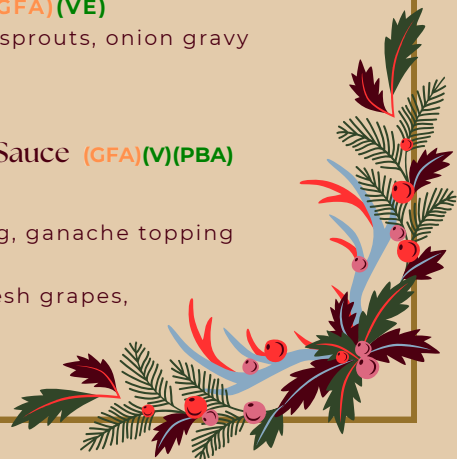 GFA)(VE)
sprouts, onion gravy
Sauce (GFA)(V)(PBA)
g, ganache topping
esh grapes,